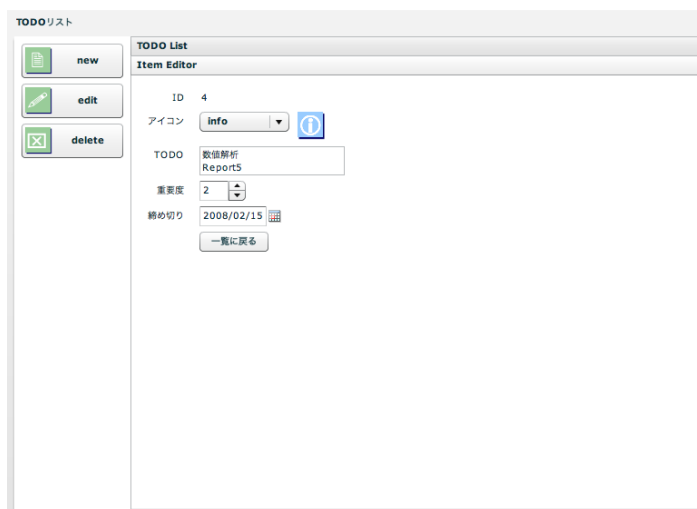 TODOリスト
new
edit
delete
TODO List
Item Editor
ID 4
アイコン info
TODO 数値解析
Report5
重要度 2
締め切り 2008/02/15
一覧に戻る